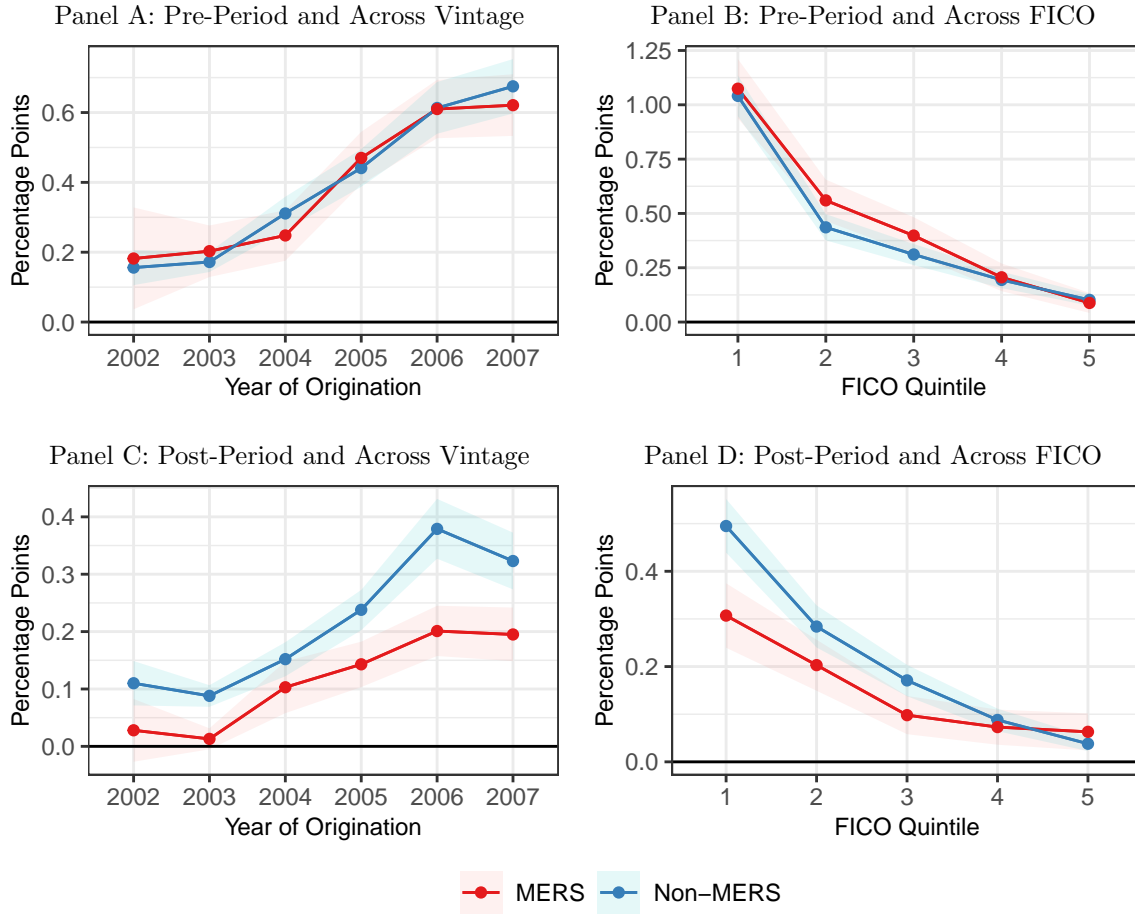 Panel A: Pre-Period and Across Vintage
Percentage Points
0.6
0.4
0.2
0.0
2002 2003 2004 2005 2006 2007
Year of Origination
Panel B: Pre-Period and Across FICO
Percentage Points
1.25
1.00
0.75
0.50
0.25
0.00
1 2 3 4 5
FICO Quintile
Panel C: Post-Period and Across Vintage
Percentage Points
0.4
0.3
0.2
0.1
0.0
2002 2003 2004 2005 2006 2007
Year of Origination
Panel D: Post-Period and Across FICO
Percentage Points
0.4
0.2
0.0
1 2 3 4 5
FICO Quintile
MERS Non−MERS